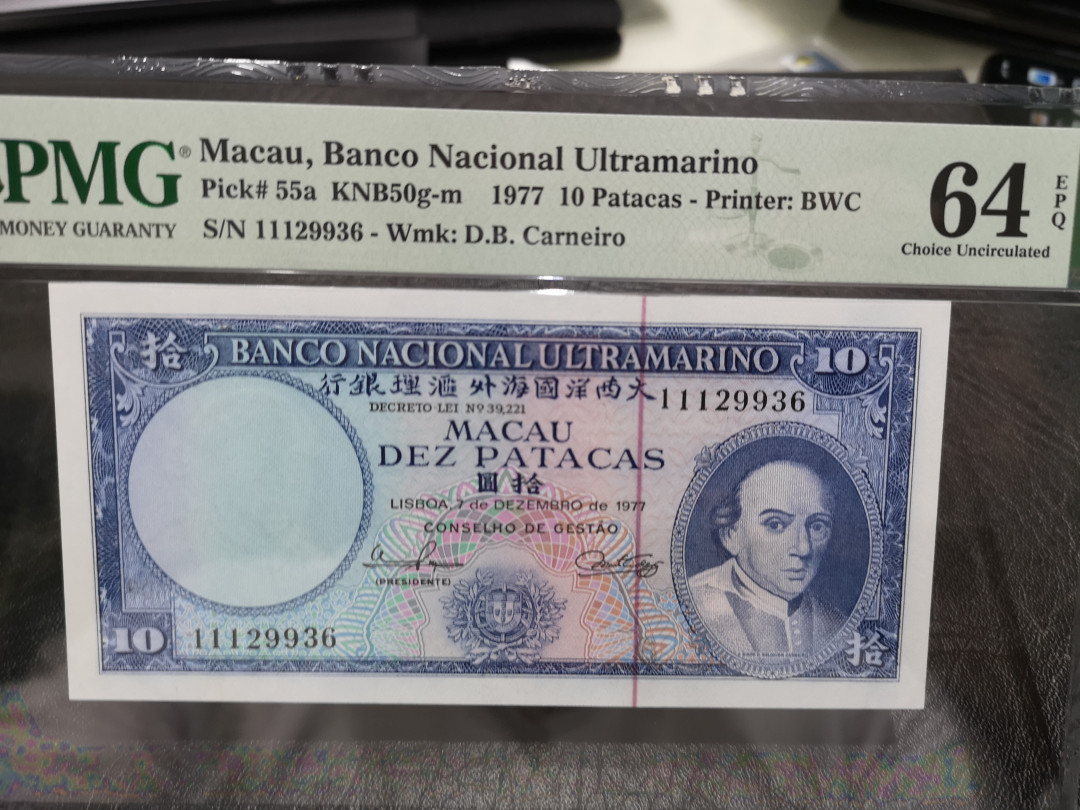 PMG®
MONEY GUARANTY
Macau, Banco Nacional Ultramarino
Pick# 55a KNB50g-m 1977 10 Patacas - Printer: BWC
S/N 11129936 - Wmk: D.B. Carneiro
64
EPQ
Choice Uncirculated
拾 BANCO NACIONAL ULTRAMARINO 10
行銀理滙外海國洋西大
11129936
DECRETO-LEI Nº 39,221
MACAU
DEZ PATACAS
圓拾
LISBOA, 7 de DEZEMBRO de 1977
CONSELHO DE GESTÃO
(PRESIDENTE)
10 11129936
拾